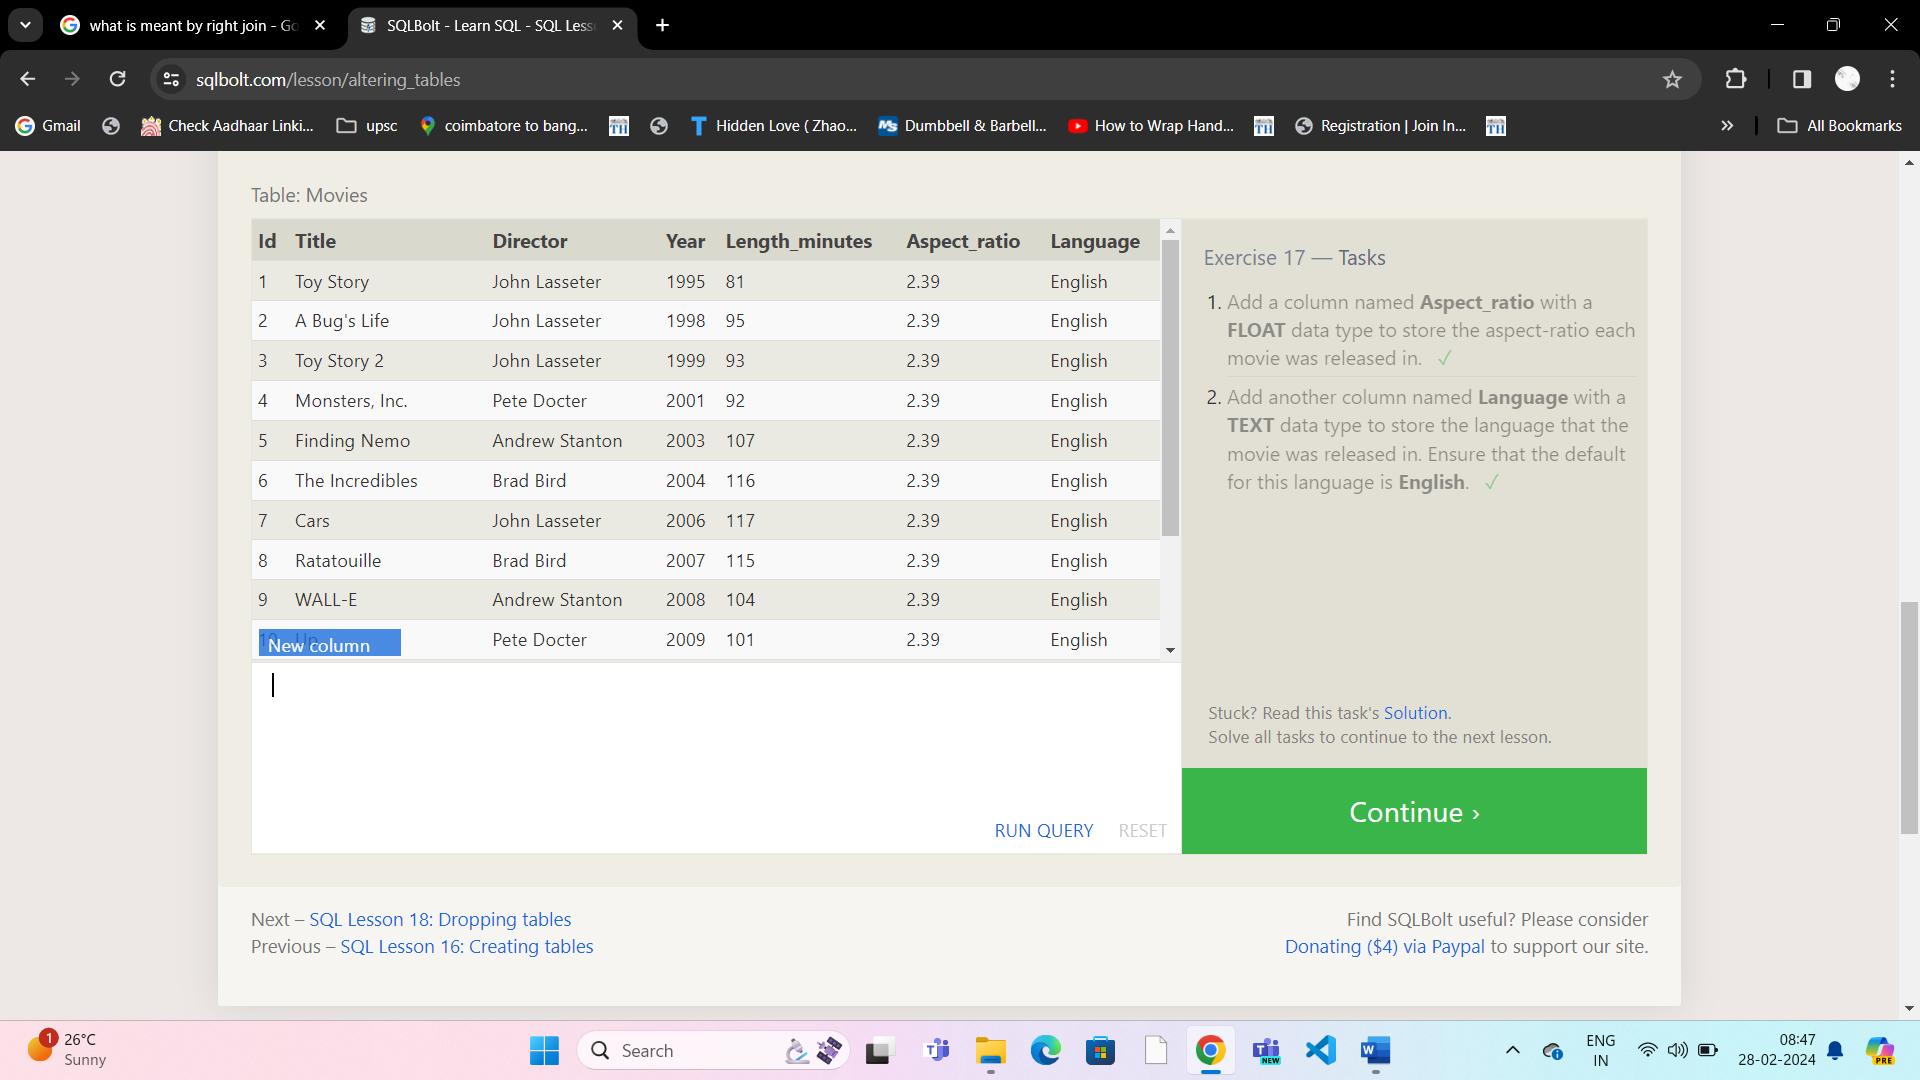 what is meant by right join - Go
SQLBolt - Learn SQL - SQL Less
sqlbolt.com/lesson/altering_tables
Gmail
Check Aadhaar Linki...
upsc
coimbatore to bang...
TH
Hidden Love ( Zhao...
MS
Dumbbell & Barbell...
How to Wrap Hand...
TH
Registration | Join In...
TH
All Bookmarks
Table: Movies
Id Title Director Year Length_minutes Aspect_ratio Language
1 Toy Story John Lasseter 1995 81 2.39 English
2 A Bug's Life John Lasseter 1998 95 2.39 English
3 Toy Story 2 John Lasseter 1999 93 2.39 English
4 Monsters, Inc. Pete Docter 2001 92 2.39 English
5 Finding Nemo Andrew Stanton 2003 107 2.39 English
6 The Incredibles Brad Bird 2004 116 2.39 English
7 Cars John Lasseter 2006 117 2.39 English
8 Ratatouille Brad Bird 2007 115 2.39 English
9 WALL-E Andrew Stanton 2008 104 2.39 English
10 Up Pete Docter 2009 101 2.39 English
New column
RUN QUERY RESET
Exercise 17 — Tasks
1. Add a column named Aspect_ratio with a
FLOAT data type to store the aspect-ratio each
movie was released in. ✓
2. Add another column named Language with a
TEXT data type to store the language that the
movie was released in. Ensure that the default
for this language is English. ✓
Stuck? Read this task's Solution.
Solve all tasks to continue to the next lesson.
Continue ›
Next – SQL Lesson 18: Dropping tables
Previous – SQL Lesson 16: Creating tables
Find SQLBolt useful? Please consider
Donating ($4) via Paypal to support our site.
1
26°C
Sunny
Search
NEW
W
ENG
IN
08:47
28-02-2024
PRE